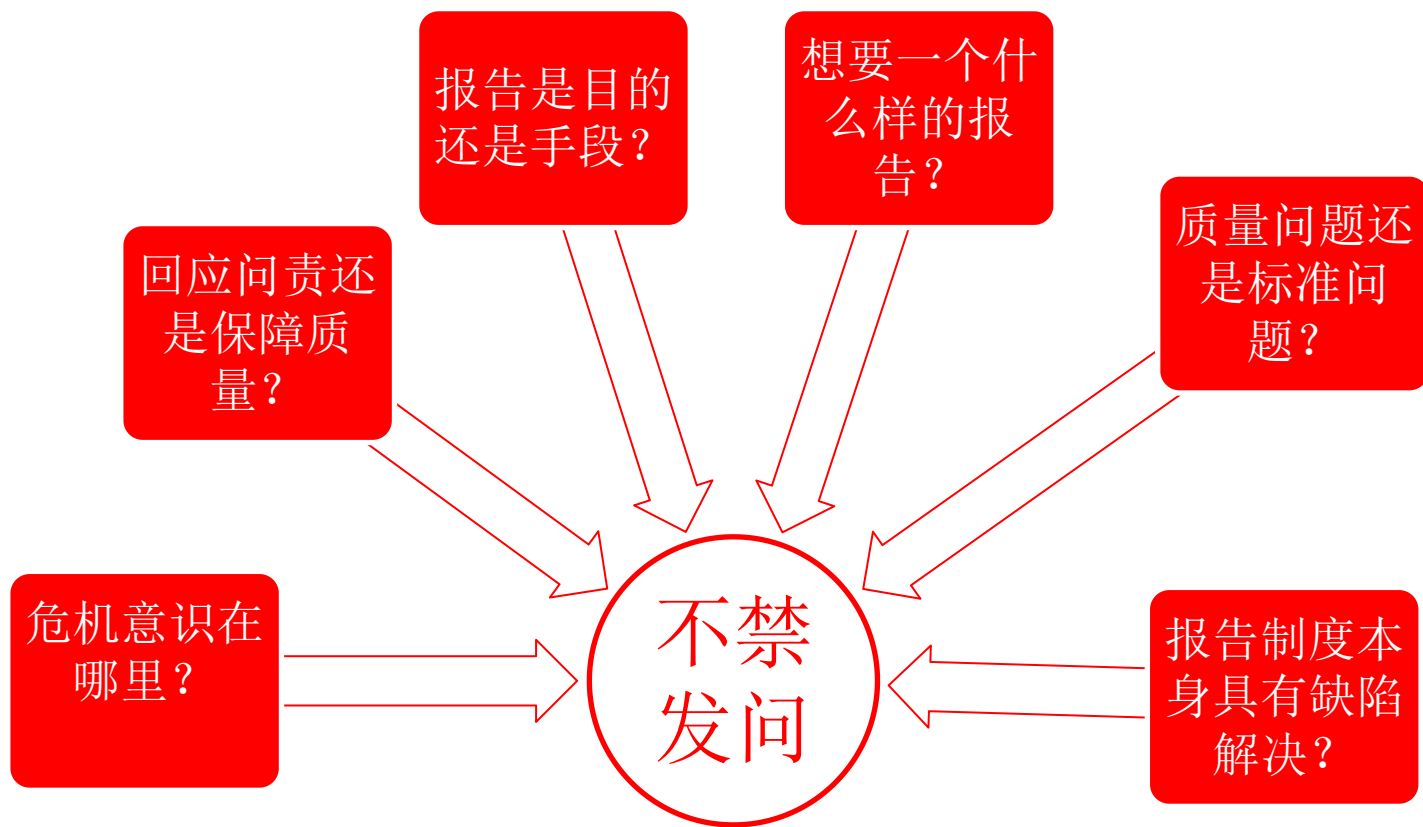 报告是目的
还是手段？
想要一个什
么样的报
告？
回应问责还
是保障质
量？
质量问题还
是标准问
题？
危机意识在
哪里？
不禁
发问
报告制度本
身具有缺陷
解决？